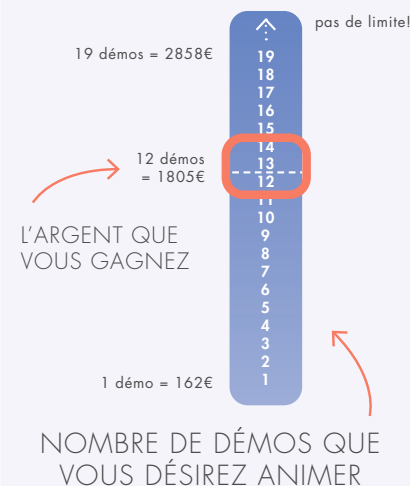 pas de limite!
19 démos = 2858€
19
18
17
16
15
14
12 démos
= 1805€
13
12
11
10
L'ARGENT QUE
VOUS GAGNEZ
9
8
7
6
5
4
3
2
1 démo = 162€
1
NOMBRE DE DÉMOS QUE
VOUS DÉSIREZ ANIMER